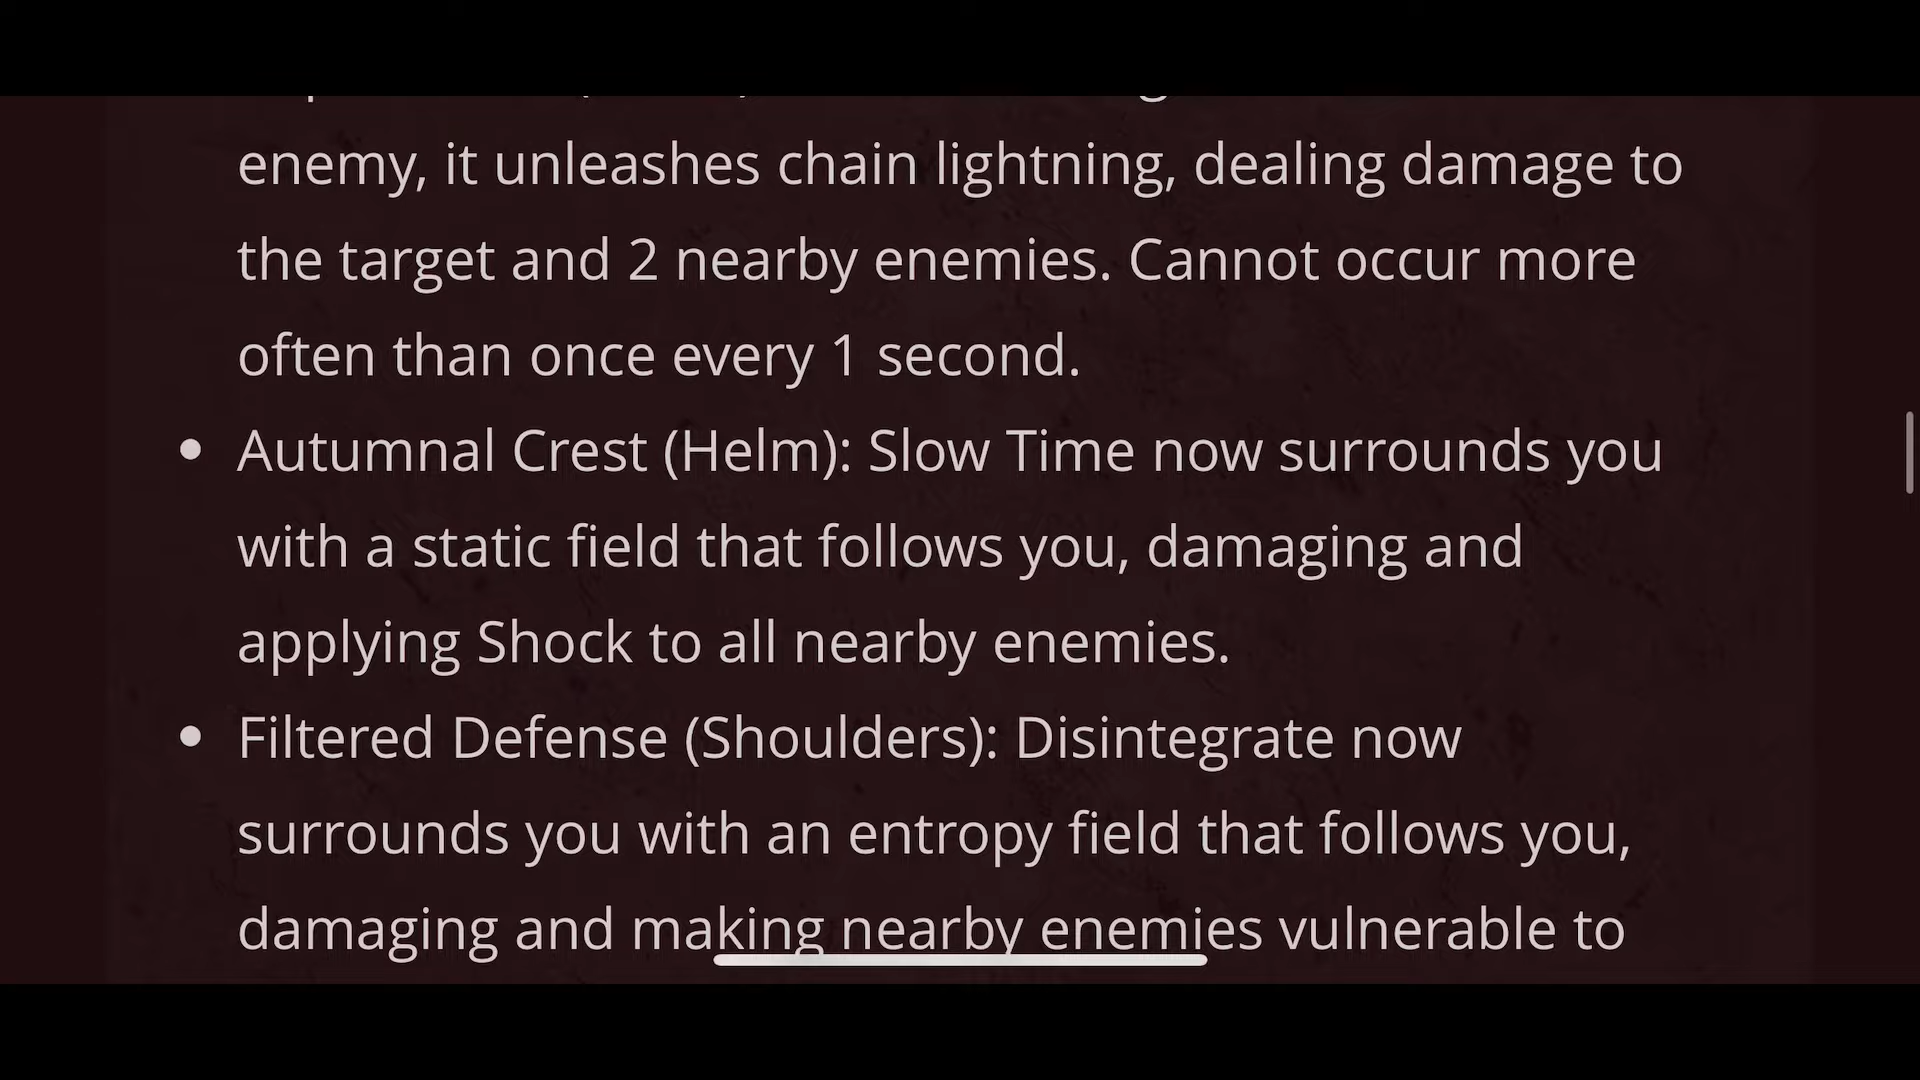 enemy, it unleashes chain lightning, dealing damage to
the target and 2 nearby enemies. Cannot occur more
often than once every 1 second.
• Autumnal Crest (Helm): Slow Time now surrounds you
with a static field that follows you, damaging and
applying Shock to all nearby enemies.
• Filtered Defense (Shoulders): Disintegrate now
surrounds you with an entropy field that follows you,
damaging and making nearby enemies vulnerable to